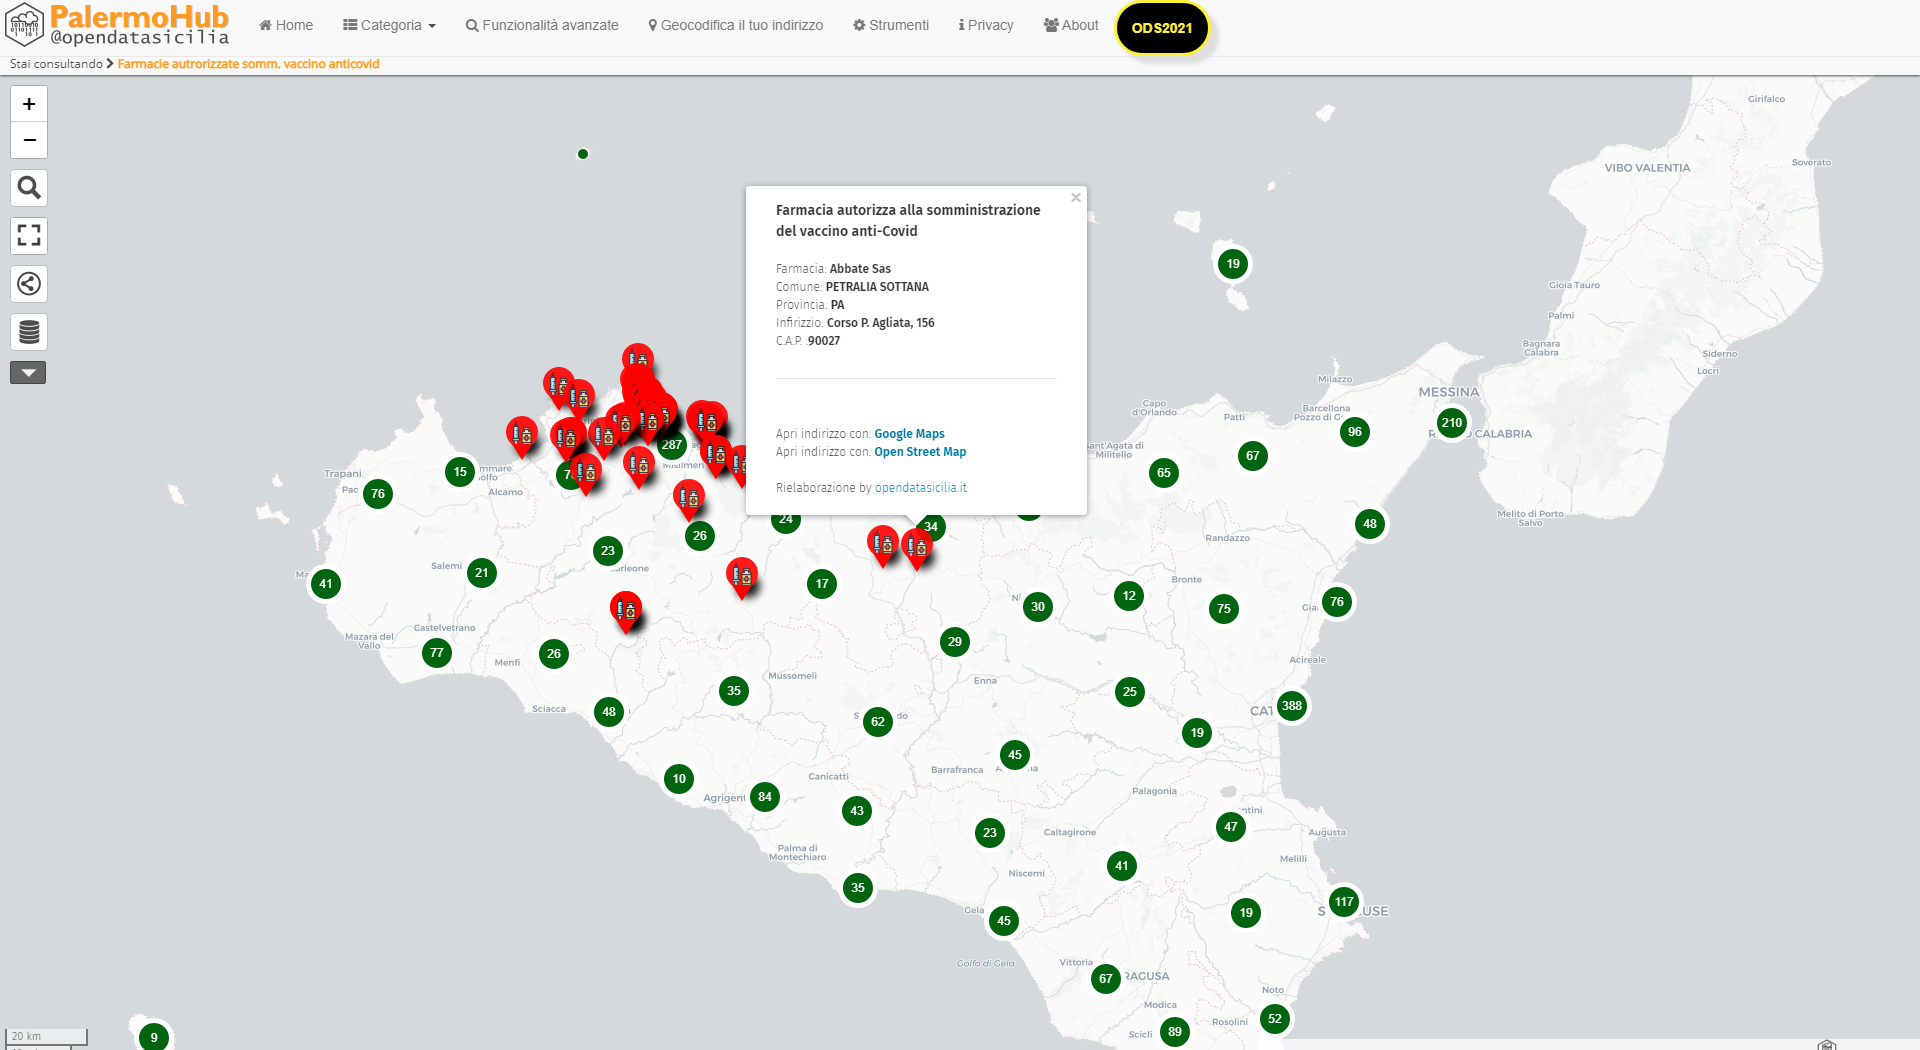 PalermoHub
@opendatasicilia
Home
Categoria
Funzionalità avanzate
Geocodifica il tuo indirizzo
Strumenti
Privacy
About
ODS2021
Stai consultando
Farmacie autrorizzate somm. vaccino anticovid
+
−
Girifalco
VIBO VALENTIA
Soverato
Farmacia autorizza alla somministrazione
del vaccino anti-Covid
Farmacia: Abbate Sas
Comune: PETRALIA SOTTANA
Provincia: PA
Infirizzio: Corso P. Agliata, 156
C.A.P. :90027
Apri indirizzo con: Google Maps
Apri indirizzo con: Open Street Map
Rielaborazione by opendatasicilia.it
×
19
Gioia Tauro
Palmi
Bagnara
Calabra
Siderno
Locri
Milazzo
MESSINA
Capo
d'Orlando
Patti
Barcellona
Pozzo di G
210
CALABRIA
96
67
Sant'Agata di
Militello
65
287
Misilmeri
15
Trapani
Alcamo
76
Melito di Porto
Salvo
48
24
34
26
Randazzo
23
Corleone
Salemi
21
41
17
Bronte
12
30
75
76
Castelvetrano
Mazara del
Vallo
77
26
Menfi
29
Acireale
Mussomeli
Enna
35
25
Sciacca
48
388
62
19
45
Barrafranca
Canicattì
10
Agrigent
84
Palagonia
43
47
Augusta
23
Caltagirone
Palma di
Montechiaro
Melilli
41
Niscemi
35
117
Gela
45
19
Golfo di Gela
Vittoria
67
RAGUSA
Noto
Modica
52
Rosolini
Scicli
89
9
20 km